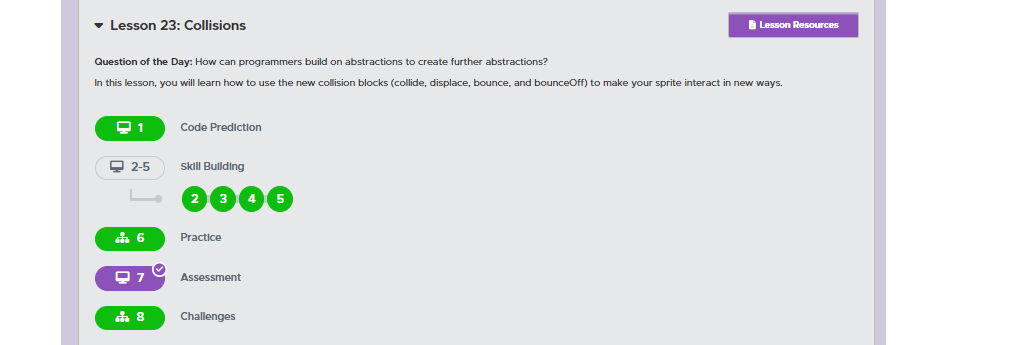 Lesson 23: Collisions
Lesson Resources
Question of the Day: How can programmers build on abstractions to create further abstractions?
In this lesson, you will learn how to use the new collision blocks (collide, displace, bounce, and bounceOff) to make your sprite interact in new ways.
1 Code Prediction
2-5 Skill Building
2 3 4 5
6 Practice
7 Assessment
8 Challenges